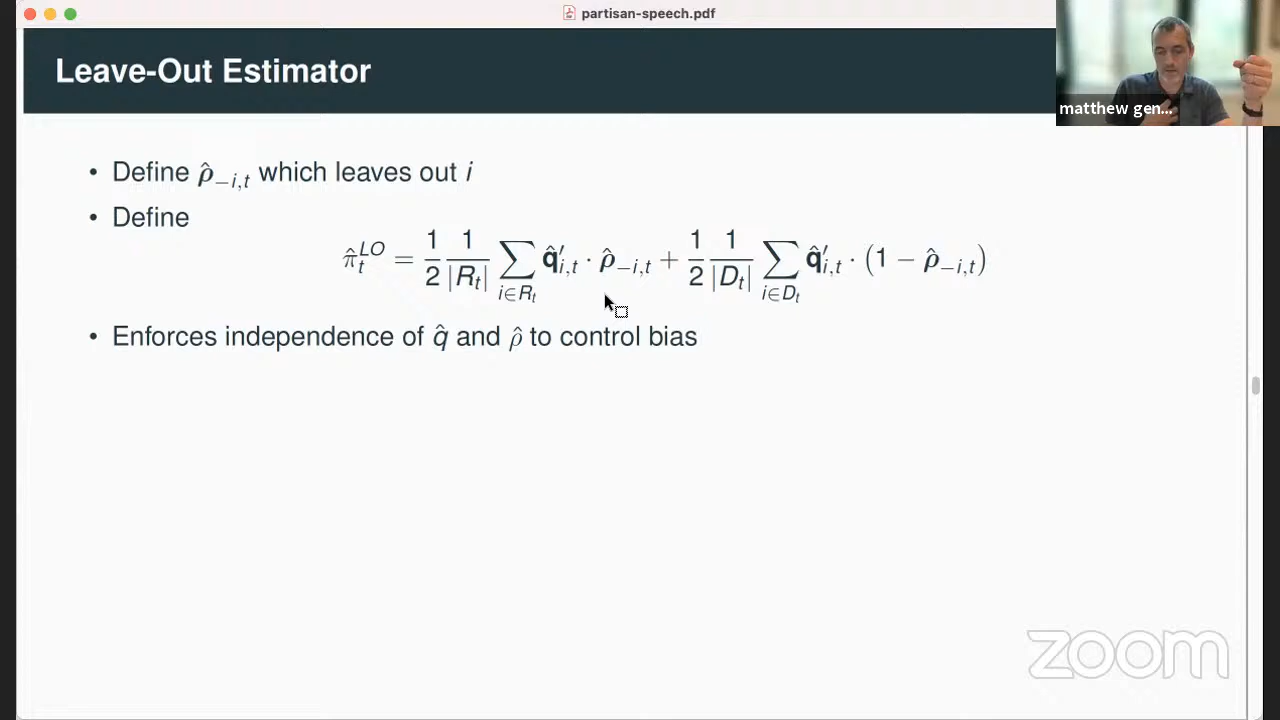 partisan-speech.pdf
Leave-Out Estimator
matthew gen...
• Define ρ̂₋ᵢ,ₜ which leaves out i
• Define
π̂ₜᴸᴼ = 1/2 1/|Rₜ| ∑_{i∈Rₜ} q̂′ᵢ,ₜ · ρ̂₋ᵢ,ₜ + 1/2 1/|Dₜ| ∑_{i∈Dₜ} q̂′ᵢ,ₜ · (1 − ρ̂₋ᵢ,ₜ)
• Enforces independence of q̂ and ρ̂ to control bias
zoom